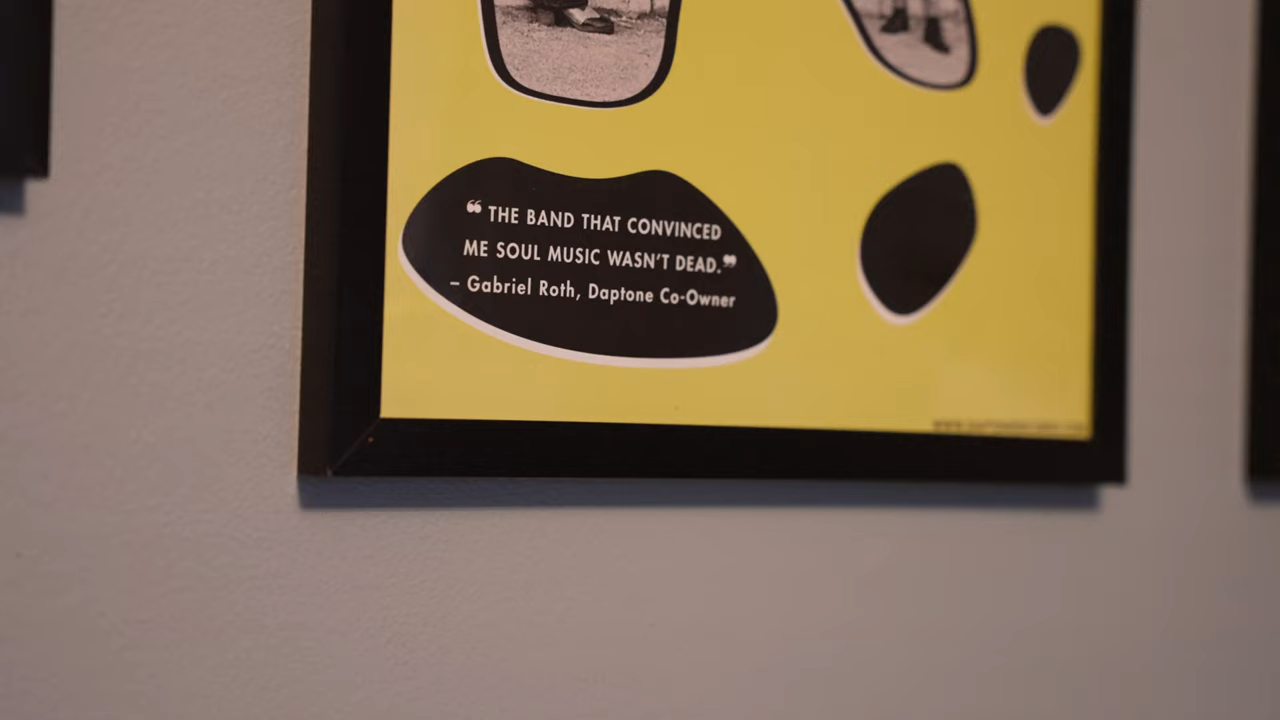 “ THE BAND THAT CONVINCED
ME SOUL MUSIC WASN'T DEAD.”
– Gabriel Roth, Daptone Co-Owner